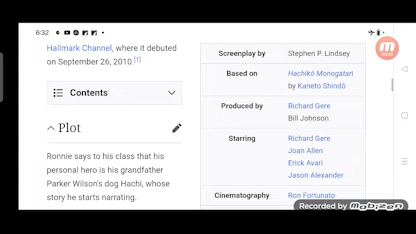 6:32
Hallmark Channel, where it debuted
on September 26, 2010.[1]
Contents
Plot
Ronnie says to his class that his
personal hero is his grandfather
Parker Wilson's dog Hachi, whose
story he starts narrating.
Screenplay by Stephen P. Lindsey
Based on Hachikō Monogatari
by Kaneto Shindō
Produced by Richard Gere
Bill Johnson
Starring Richard Gere
Joan Allen
Erick Avari
Jason Alexander
Cinematography Ron Fortunato
Recorded by Mobizen